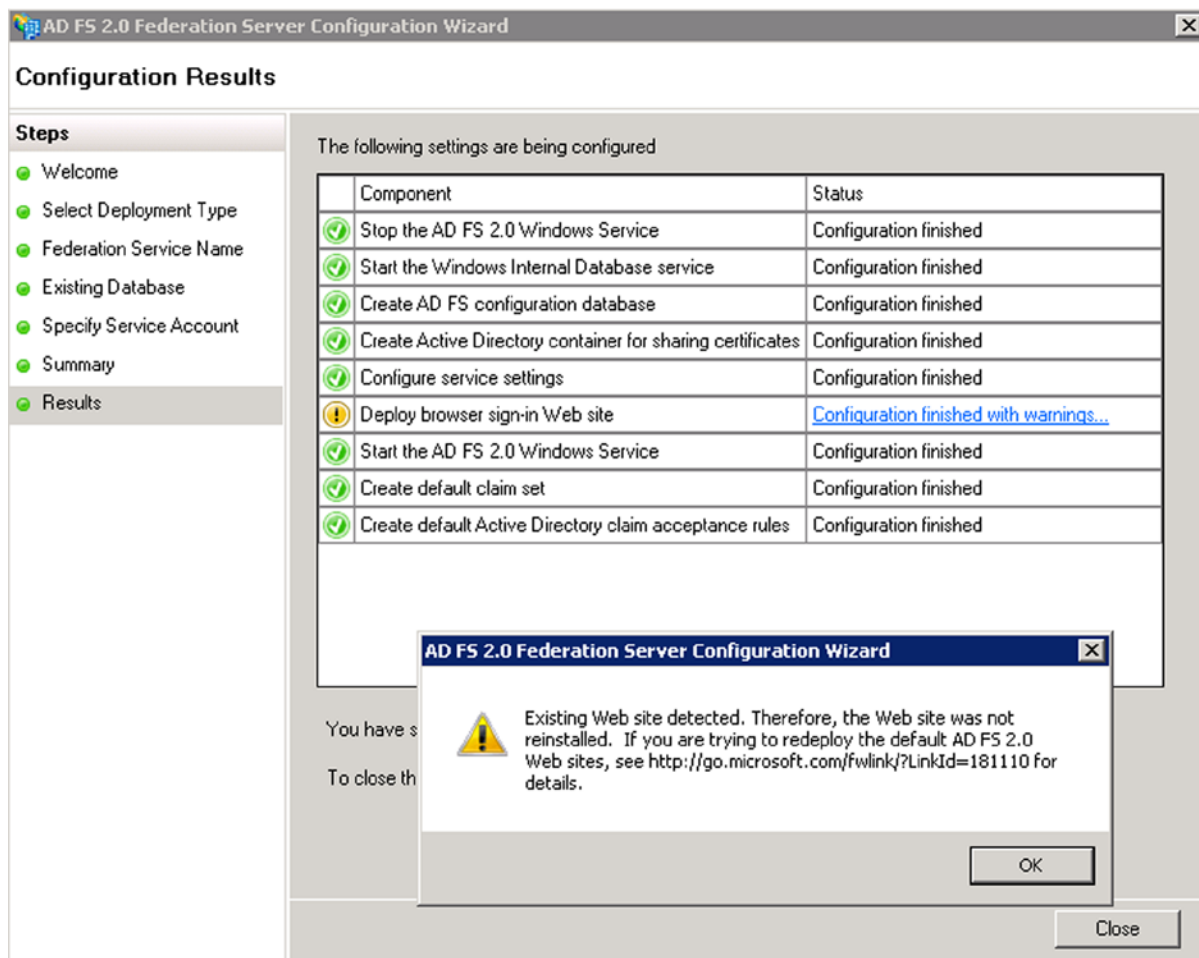 AD FS 2.0 Federation Server Configuration Wizard
Configuration Results
Steps
Welcome
Select Deployment Type
Federation Service Name
Existing Database
Specify Service Account
Summary
Results
The following settings are being configured
Component Status
Stop the AD FS 2.0 Windows Service Configuration finished
Start the Windows Internal Database service Configuration finished
Create AD FS configuration database Configuration finished
Create Active Directory container for sharing certificates Configuration finished
Configure service settings Configuration finished
Deploy browser sign-in Web site Configuration finished with warnings...
Start the AD FS 2.0 Windows Service Configuration finished
Create default claim set Configuration finished
Create default Active Directory claim acceptance rules Configuration finished
You have s
To close th
AD FS 2.0 Federation Server Configuration Wizard
Existing Web site detected. Therefore, the Web site was not
reinstalled. If you are trying to redeploy the default AD FS 2.0
Web sites, see http://go.microsoft.com/fwlink/?LinkId=181110 for
details.
OK
Close